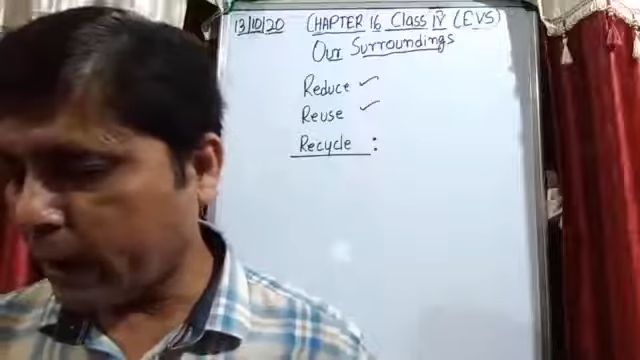 13/10/20 CHAPTER 16 Class IV (EVS)
Our Surroundings
Reduce ✓
Reuse ✓
Recycle :